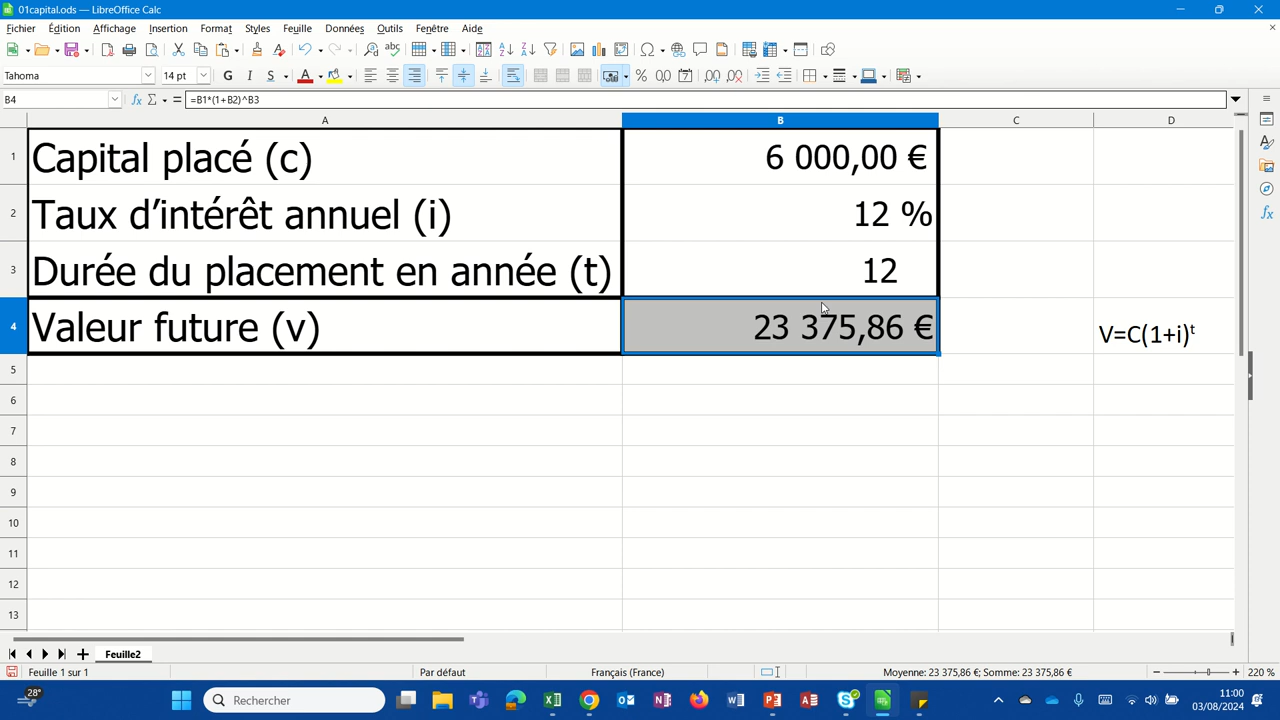 01capital.ods — LibreOffice Calc
Fichier Édition Affichage Insertion Format Styles Feuille Données Outils Fenêtre Aide
Tahoma 14 pt G I S
B4 =B1*(1+B2)^B3
A B C D
1 Capital placé (c) 6 000,00 €
2 Taux d’intérêt annuel (i) 12 %
3 Durée du placement en année (t) 12
4 Valeur future (v) 23 375,86 € V=C(1+i)ᵗ
5
6
7
8
9
10
11
12
13
Feuille2
Feuille 1 sur 1 Par défaut Français (France) Moyenne: 23 375,86 €; Somme: 23 375,86 € 220 %
28° Rechercher 11:00
03/08/2024